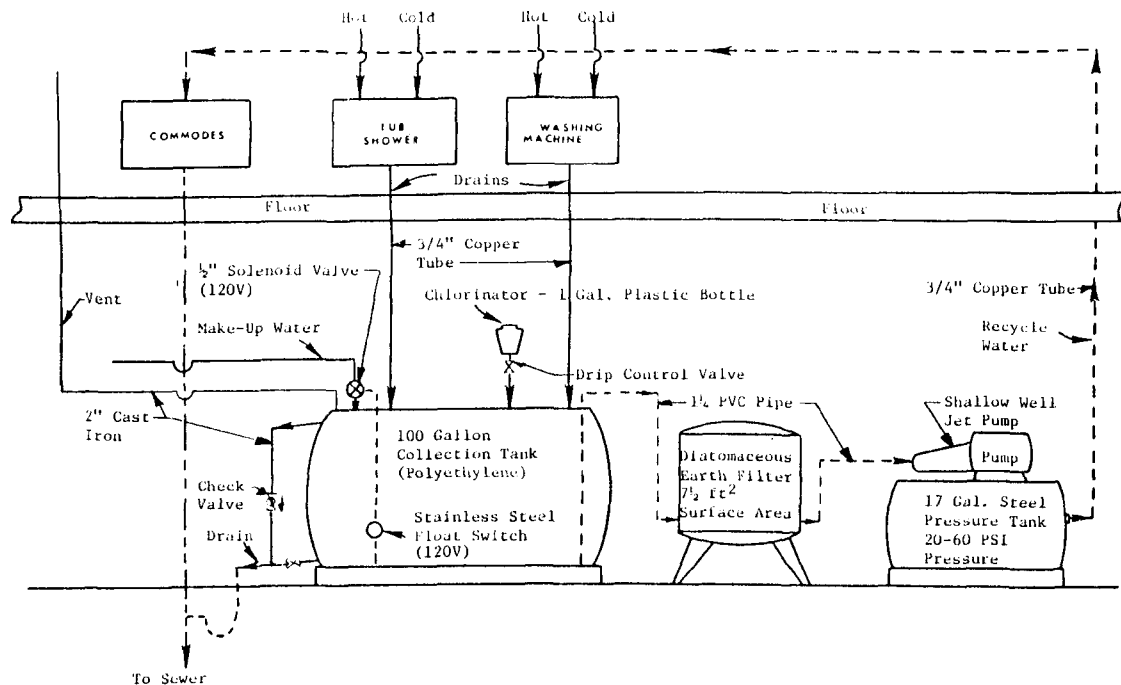 Hot Cold Hot Cold
COMMODES
TUB
SHOWER
WASHING
MACHINE
Drains
Floor
Floor
3/4" Copper
Tube
½" Solenoid Valve
(120V)
Chlorinator - 1 Gal. Plastic Bottle
3/4" Copper Tube
Vent
Make-Up Water
Recycle
Water
Drip Control Valve
1¼ PVC Pipe
Shallow Well
Jet Pump
2" Cast
Iron
100 Gallon
Collection Tank
(Polyethylene)
Diatomaceous
Earth Filter
7½ ft²
Surface Area
Pump
Check
Valve
Stainless Steel
Float Switch
(120V)
17 Gal. Steel
Pressure Tank
20-60 PSI
Pressure
Drain
To Sewer